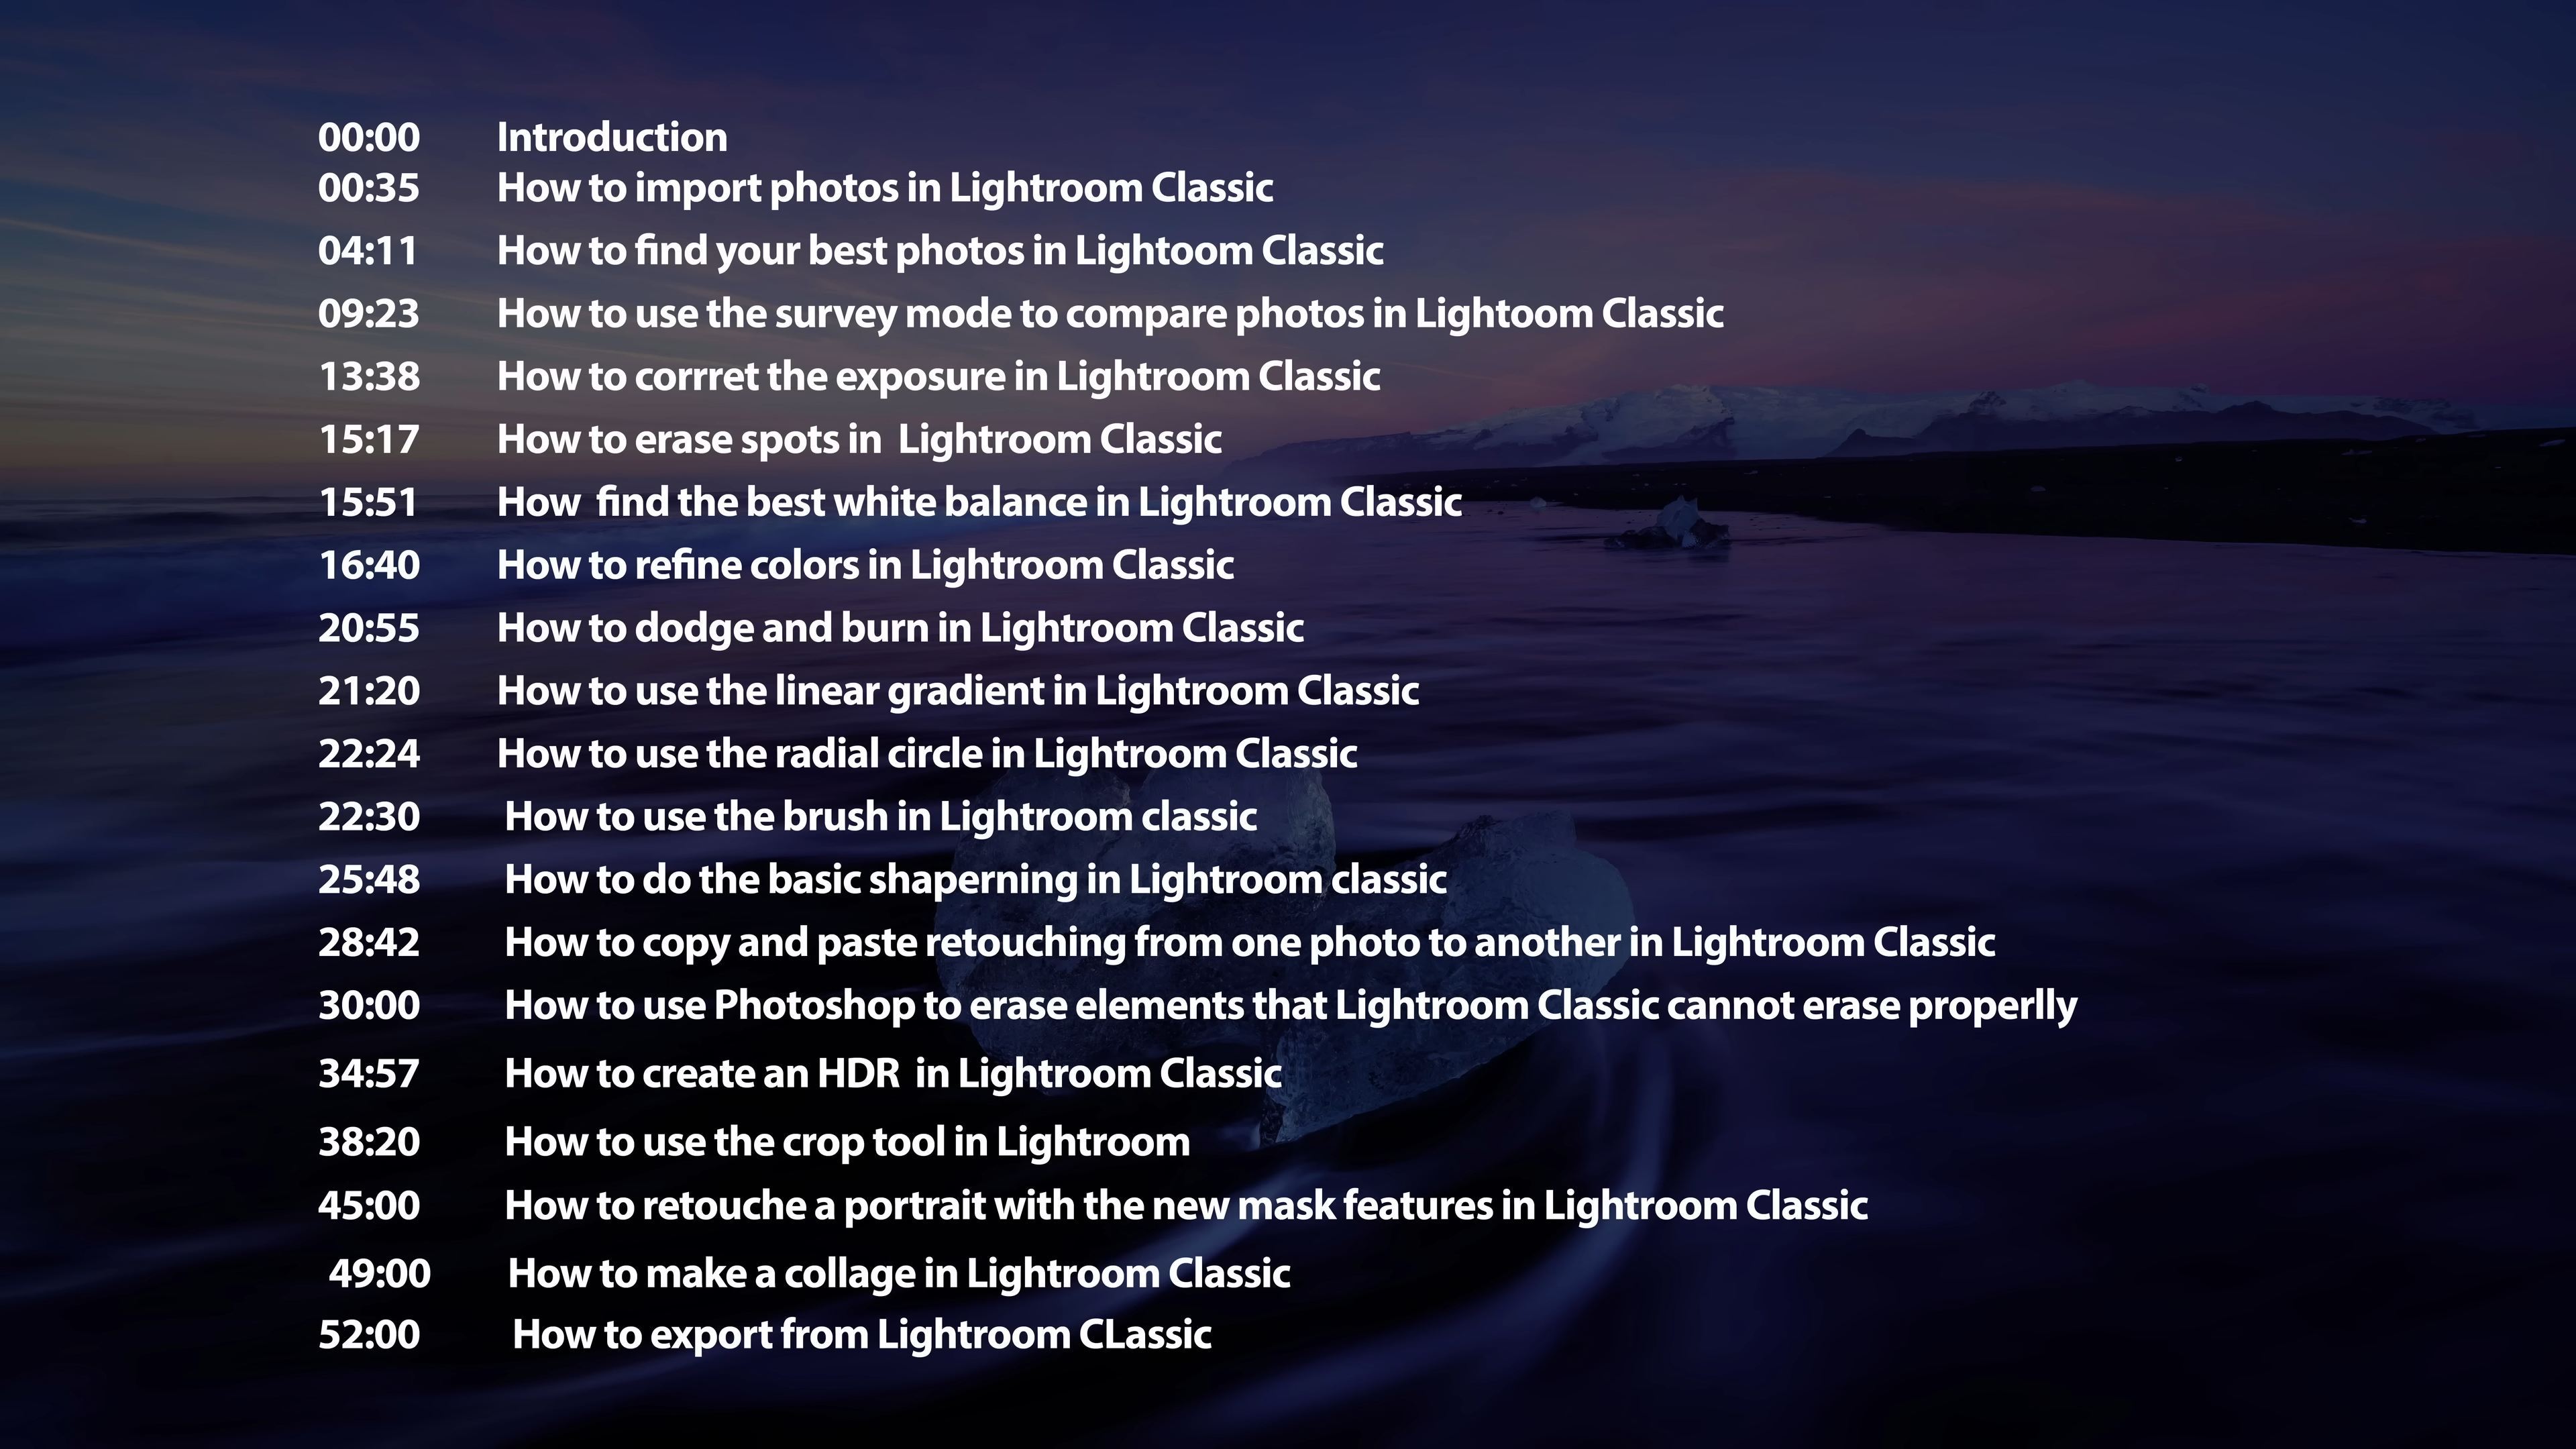 00:00 Introduction
00:35 How to import photos in Lightroom Classic
04:11 How to find your best photos in Lightoom Classic
09:23 How to use the survey mode to compare photos in Lightoom Classic
13:38 How to corrret the exposure in Lightroom Classic
15:17 How to erase spots in  Lightroom Classic
15:51 How  find the best white balance in Lightroom Classic
16:40 How to refine colors in Lightroom Classic
20:55 How to dodge and burn in Lightroom Classic
21:20 How to use the linear gradient in Lightroom Classic
22:24 How to use the radial circle in Lightroom Classic
22:30 How to use the brush in Lightroom classic
25:48 How to do the basic shaperning in Lightroom classic
28:42 How to copy and paste retouching from one photo to another in Lightroom Classic
30:00 How to use Photoshop to erase elements that Lightroom Classic cannot erase properlly
34:57 How to create an HDR  in Lightroom Classic
38:20 How to use the crop tool in Lightroom
45:00 How to retouche a portrait with the new mask features in Lightroom Classic
49:00 How to make a collage in Lightroom Classic
52:00 How to export from Lightroom CLassic